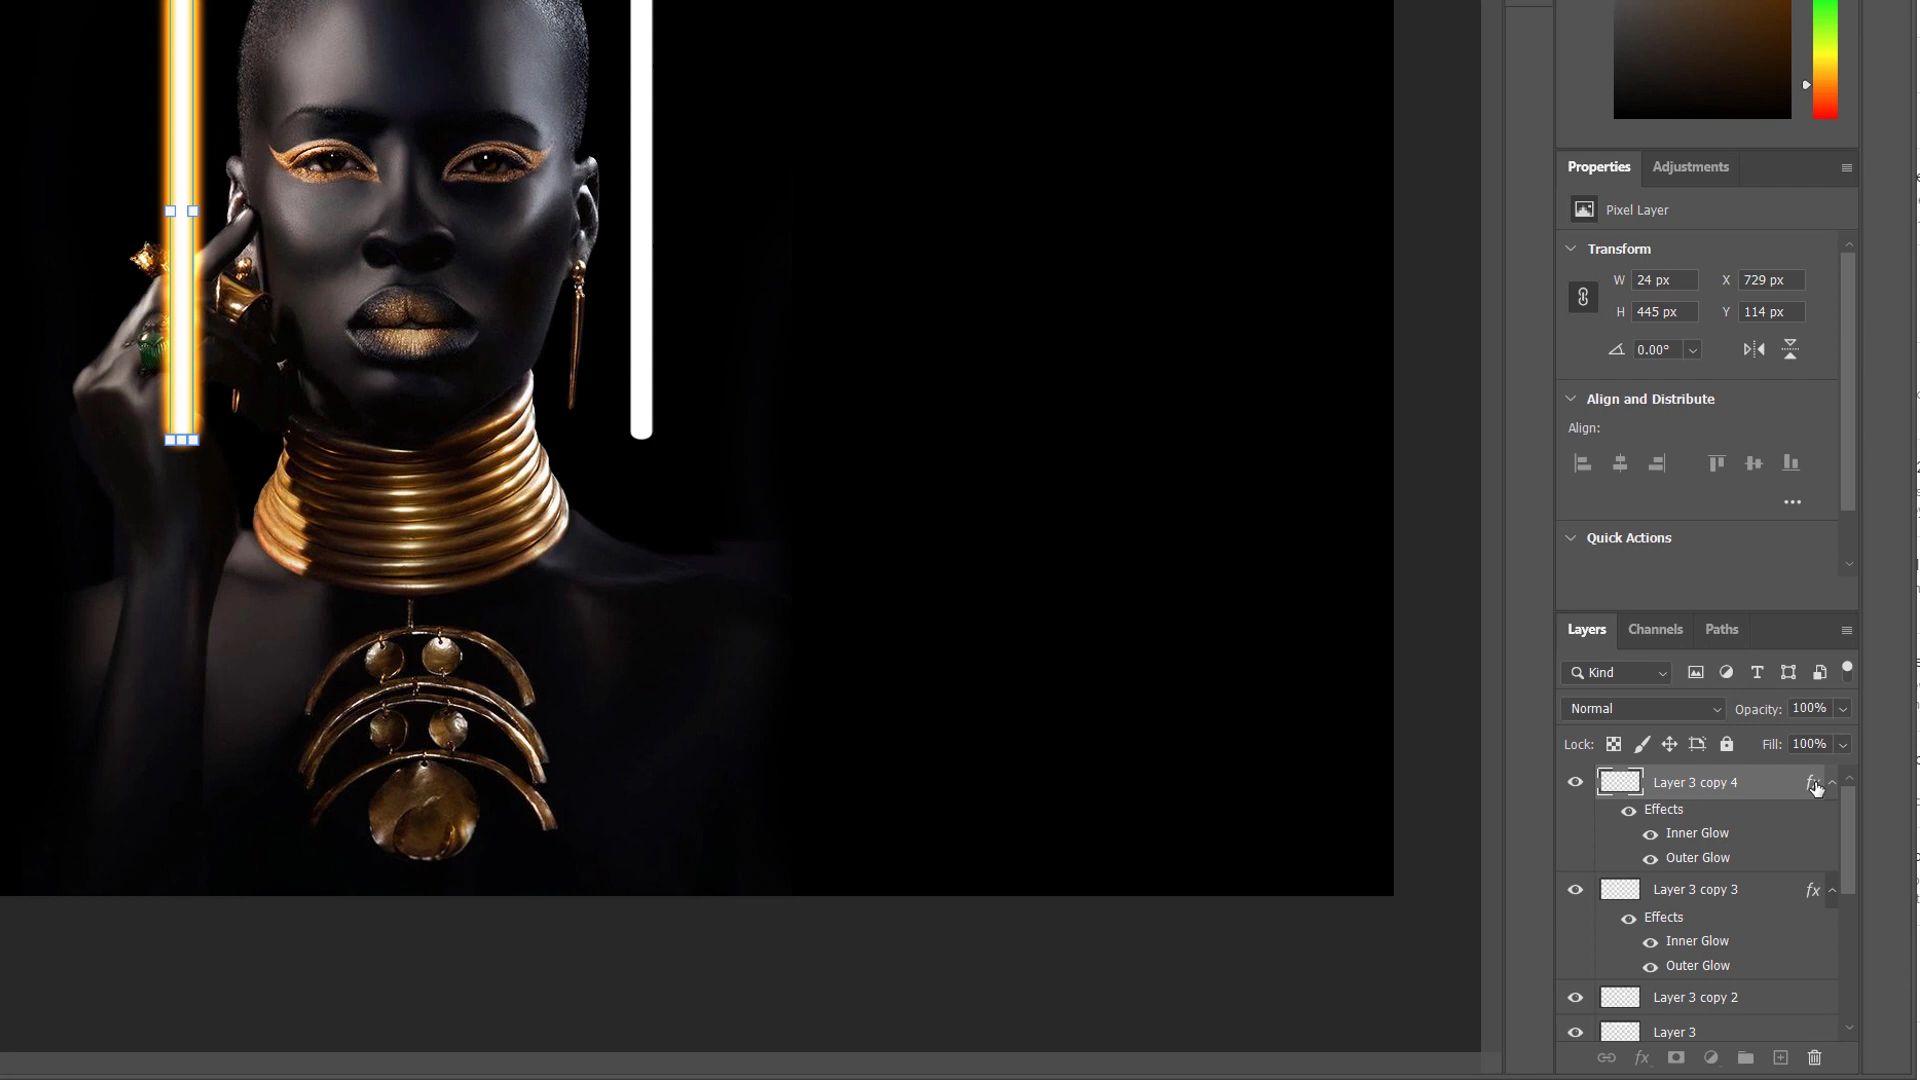 Properties Adjustments
Pixel Layer
Transform
W 24 px X 729 px
H 445 px Y 114 px
0.00°
Align and Distribute
Align:
Quick Actions
Layers Channels Paths
Kind
Normal Opacity: 100%
Lock: Fill: 100%
Layer 3 copy 4
Effects
Inner Glow
Outer Glow
Layer 3 copy 3 fx
Effects
Inner Glow
Outer Glow
Layer 3 copy 2
Layer 3
fx